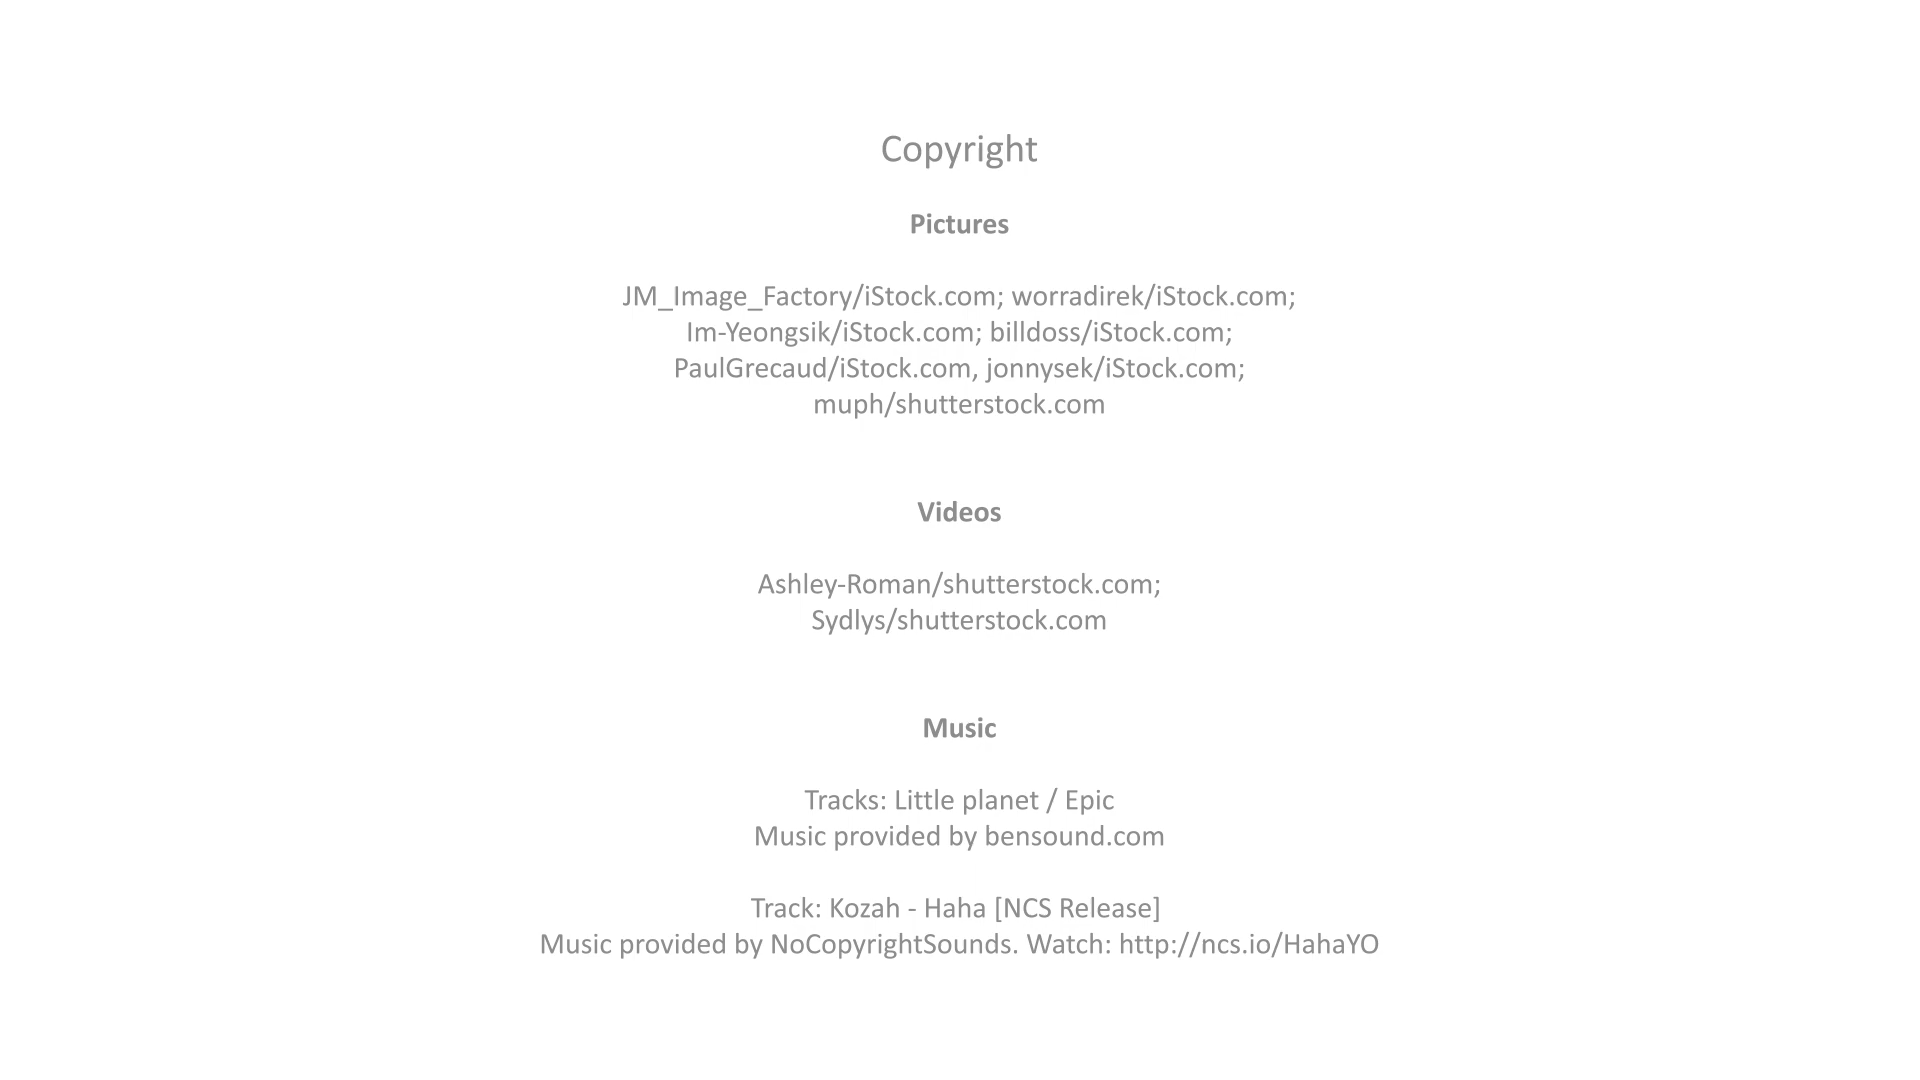 Copyright
Pictures
JM_Image_Factory/iStock.com; worradirek/iStock.com;
Im-Yeongsik/iStock.com; billdoss/iStock.com;
PaulGrecaud/iStock.com, jonnysek/iStock.com;
muph/shutterstock.com
Videos
Ashley-Roman/shutterstock.com;
Sydlys/shutterstock.com
Music
Tracks: Little planet / Epic
Music provided by bensound.com
Track: Kozah - Haha [NCS Release]
Music provided by NoCopyrightSounds. Watch: http://ncs.io/HahaYO